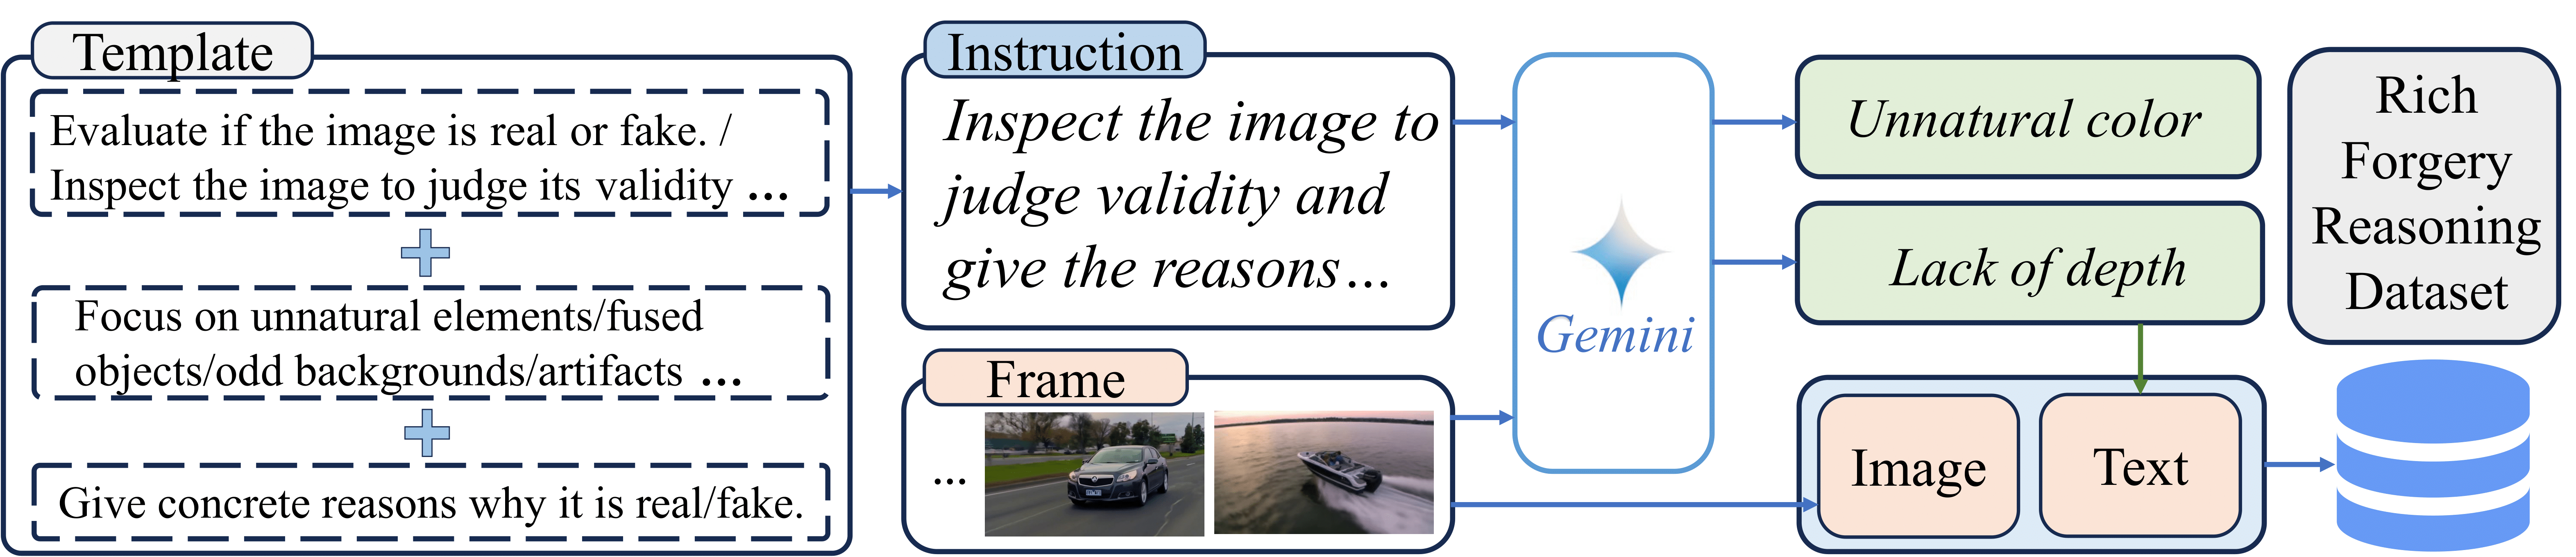 Template
Evaluate if the image is real or fake. /
Inspect the image to judge its validity ...
Focus on unnatural elements/fused
objects/odd backgrounds/artifacts ...
Give concrete reasons why it is real/fake.
Instruction
Inspect the image to
judge validity and
give the reasons...
Frame
...
Gemini
Unnatural color
Lack of depth
Image
Text
Rich
Forgery
Reasoning
Dataset